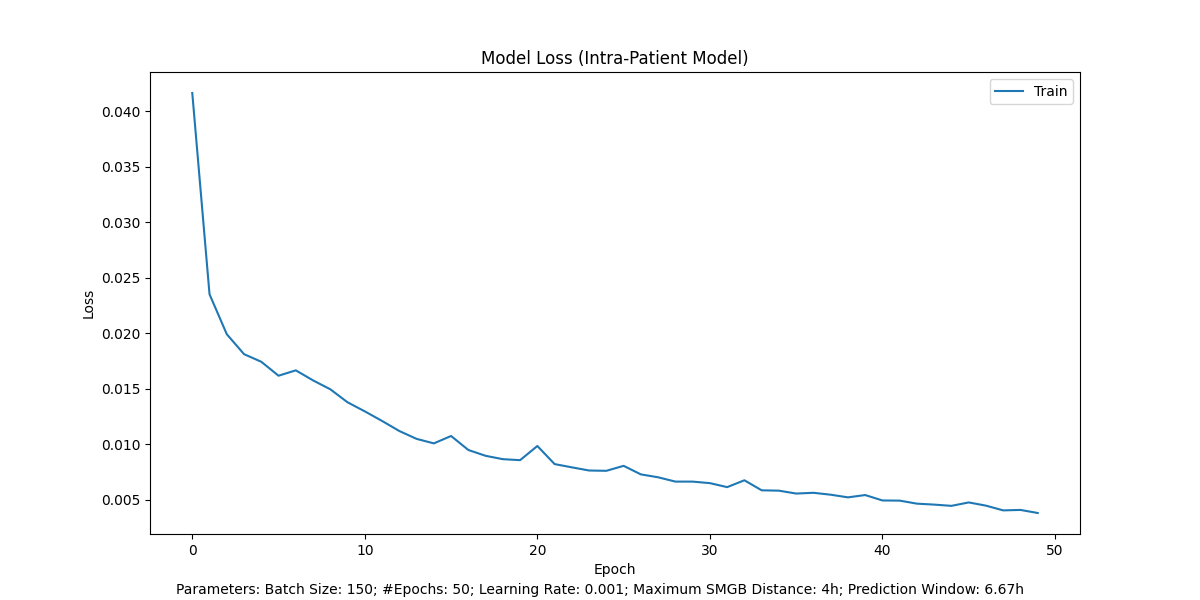 Model Loss (Intra-Patient Model)
Train
0.040
0.035
0.030
0.025
0.020
0.015
0.010
0.005
Loss
0 10 20 30 40 50
Epoch
Parameters: Batch Size: 150; #Epochs: 50; Learning Rate: 0.001; Maximum SMGB Distance: 4h; Prediction Window: 6.67h